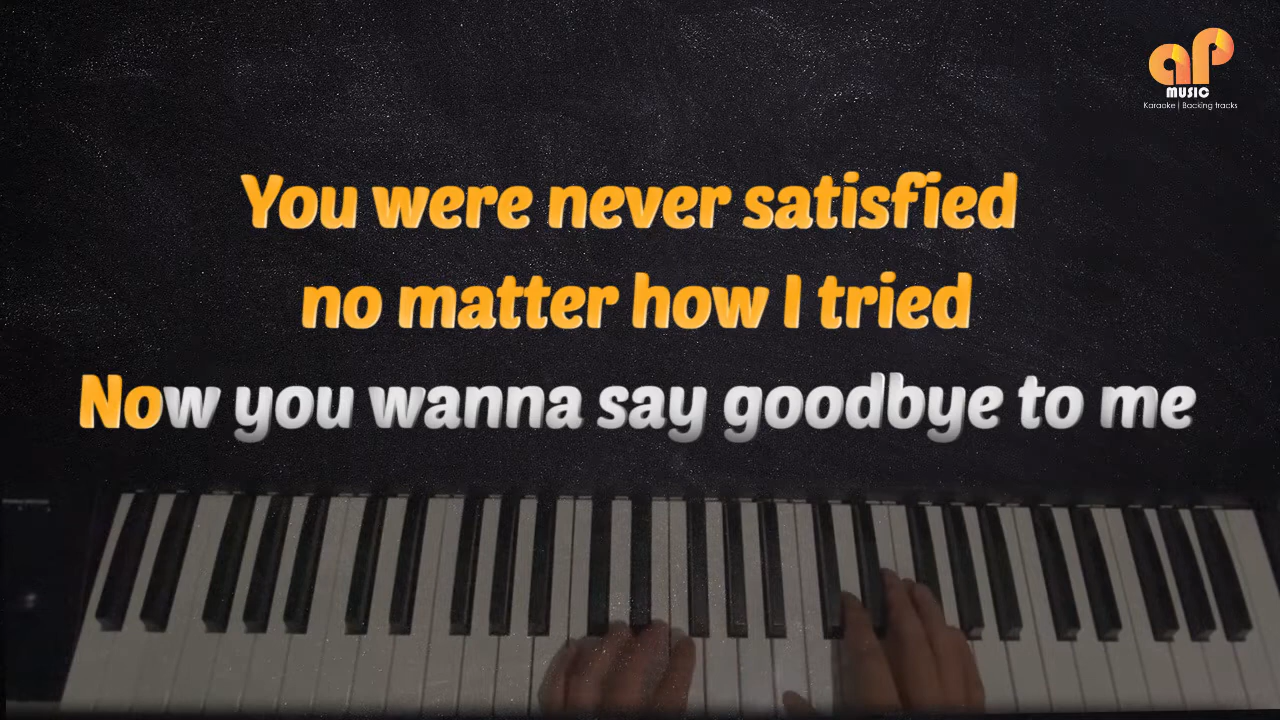 aP
MUSIC
Karaoke | Backing tracks
You were never satisfied
no matter how I tried
Now you wanna say goodbye to me